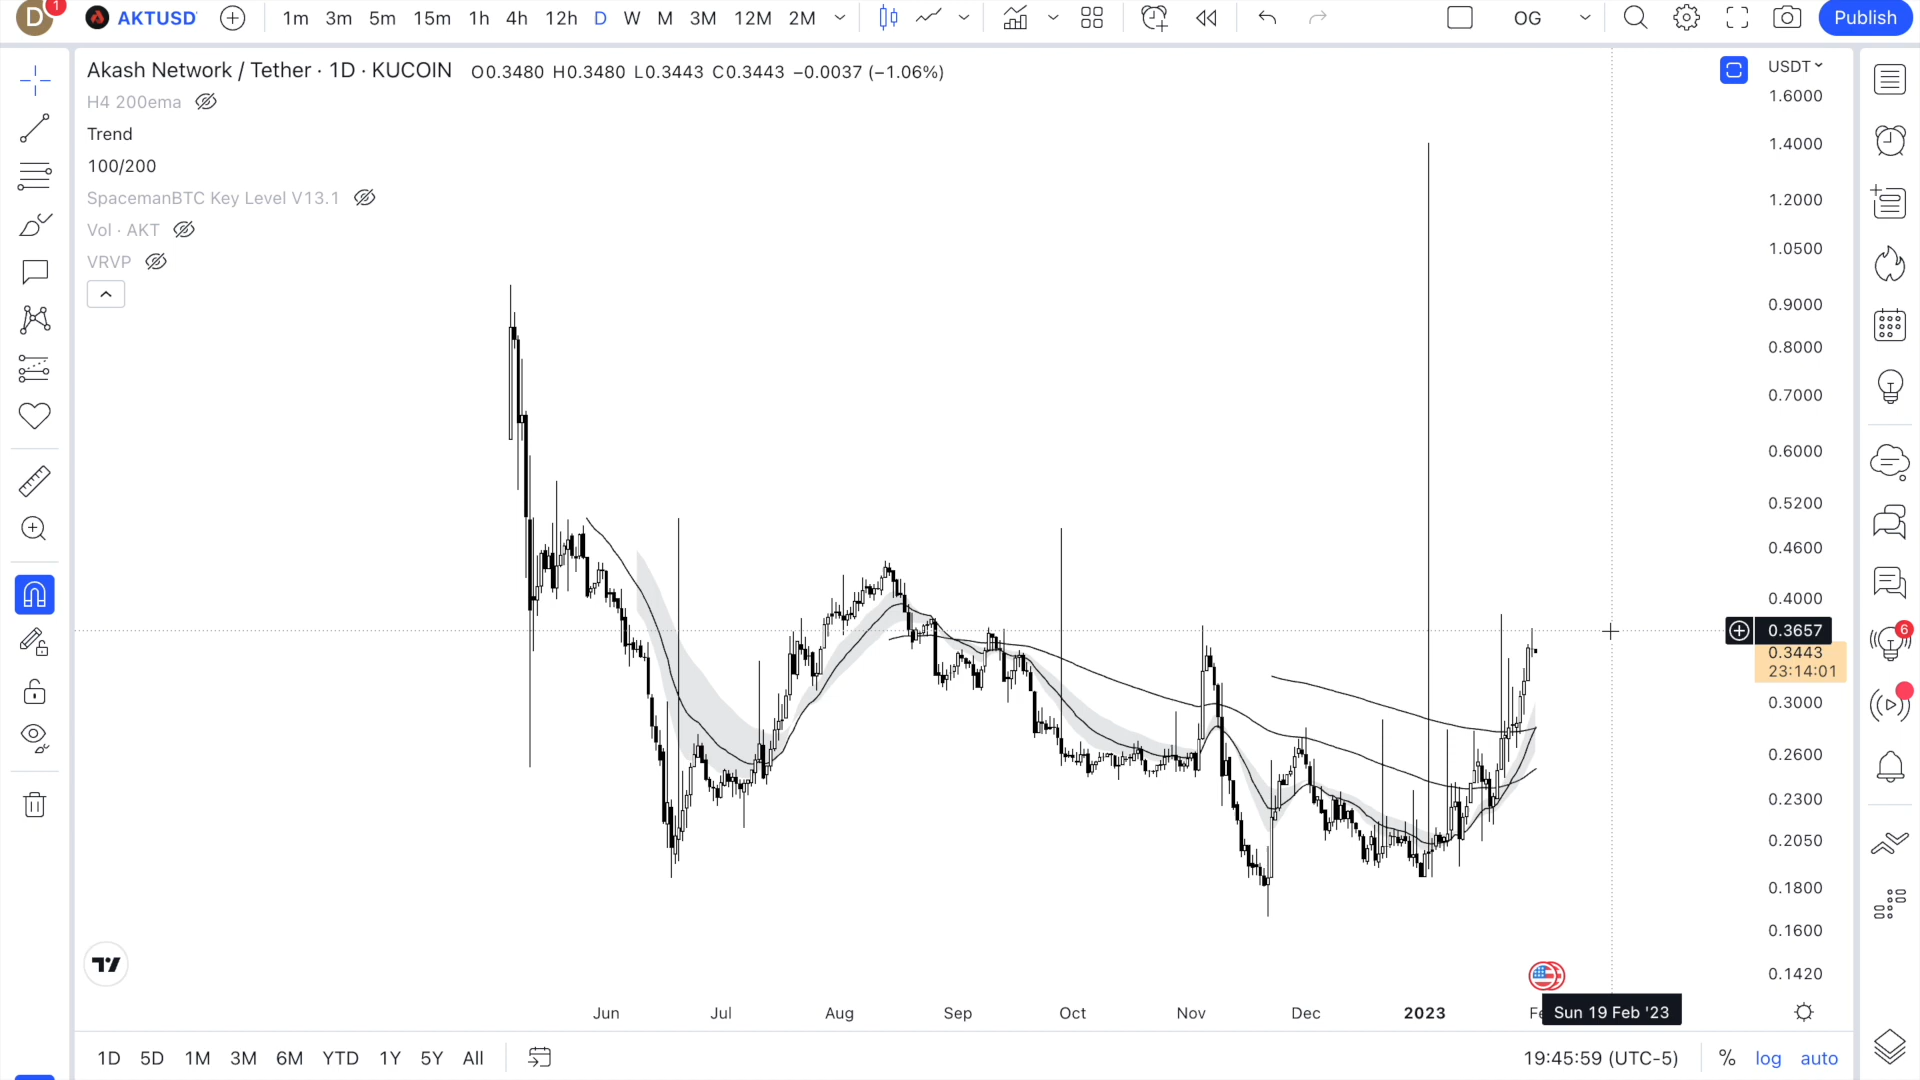 D 1 AKTUSD 1m 3m 5m 15m 1h 4h 12h D W M 3M 12M 2M OG Publish
Akash Network / Tether · 1D · KUCOIN O0.3480 H0.3480 L0.3443 C0.3443 −0.0037 (−1.06%)
USDT
H4 200ema
Trend
100/200
SpacemanBTC Key Level V13.1
Vol · AKT
VRVP
1.6000
1.4000
1.2000
1.0500
0.9000
0.8000
0.7000
0.6000
0.5200
0.4600
0.4000
0.3657
0.3443
23:14:01
0.3000
0.2600
0.2300
0.2050
0.1800
0.1600
0.1420
6
Jun Jul Aug Sep Oct Nov Dec 2023 Sun 19 Feb '23
1D 5D 1M 3M 6M YTD 1Y 5Y All 19:45:59 (UTC-5) % log auto